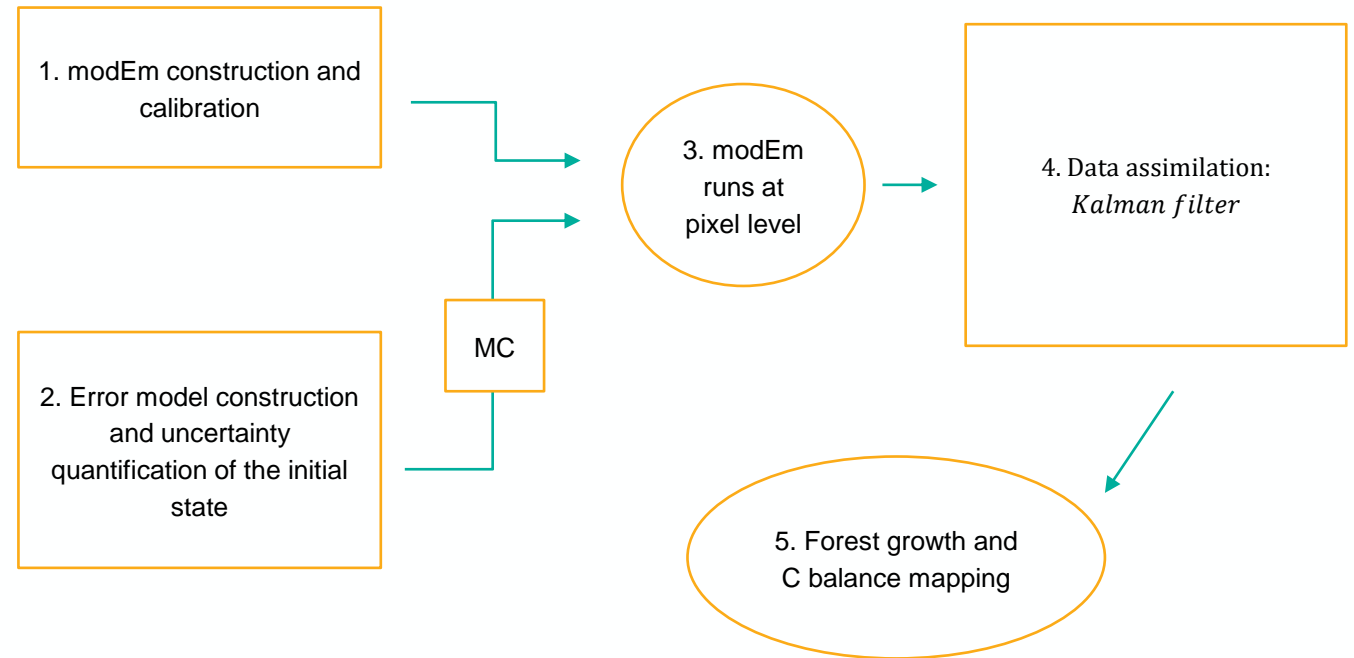 1. modEm construction and
calibration
2. Error model construction
and uncertainty
quantification of the initial
state
MC
3. modEm
runs at
pixel level
4. Data assimilation:
Kalman filter
5. Forest growth and
C balance mapping